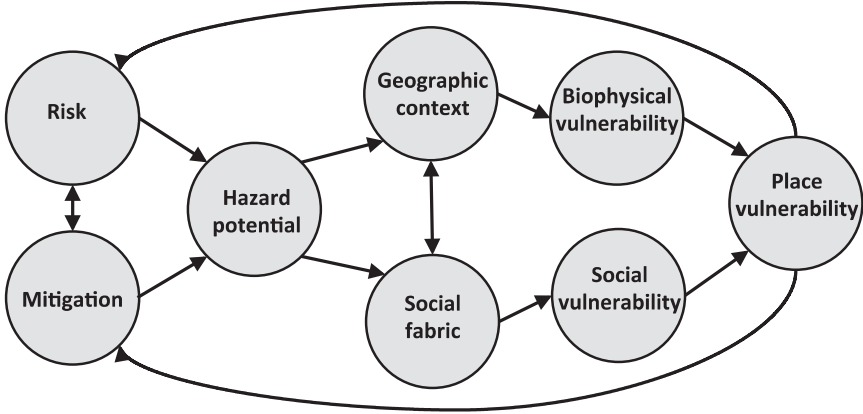 Risk
Mitigation
Hazard
potential
Geographic
context
Social
fabric
Biophysical
vulnerability
Social
vulnerability
Place
vulnerability